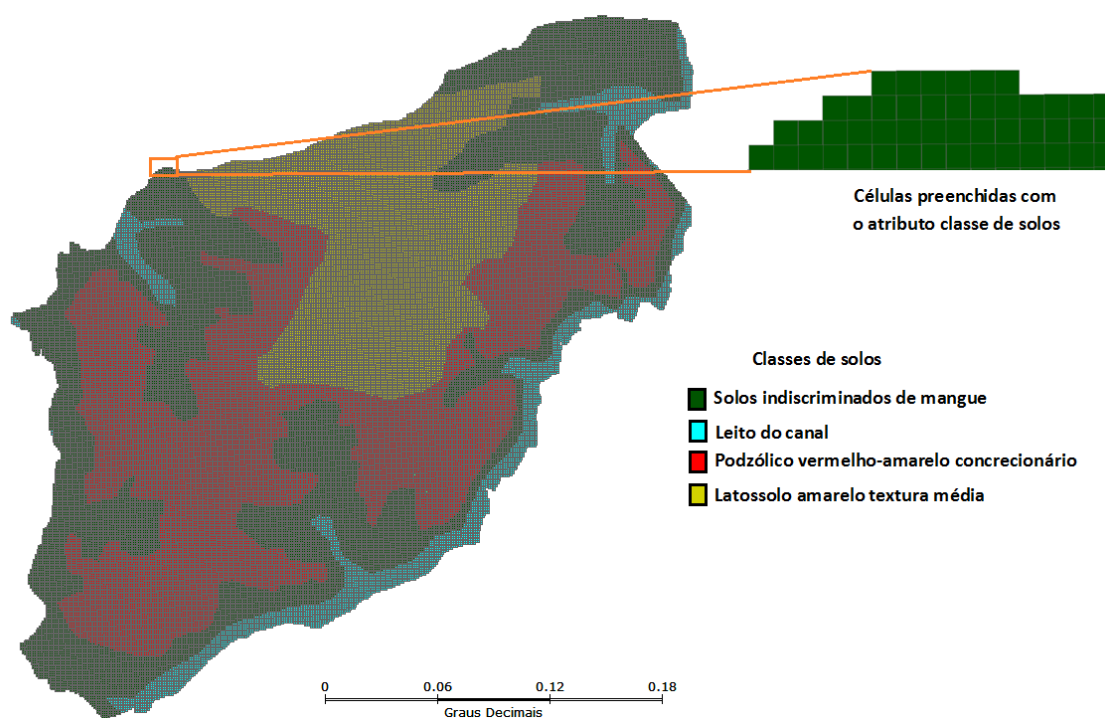 Células preenchidas com
o atributo classe de solos
Classes de solos
Solos indiscriminados de mangue
Leito do canal
Podzólico vermelho-amarelo concrecionário
Latossolo amarelo textura média
0 0.06 0.12 0.18
Graus Decimais